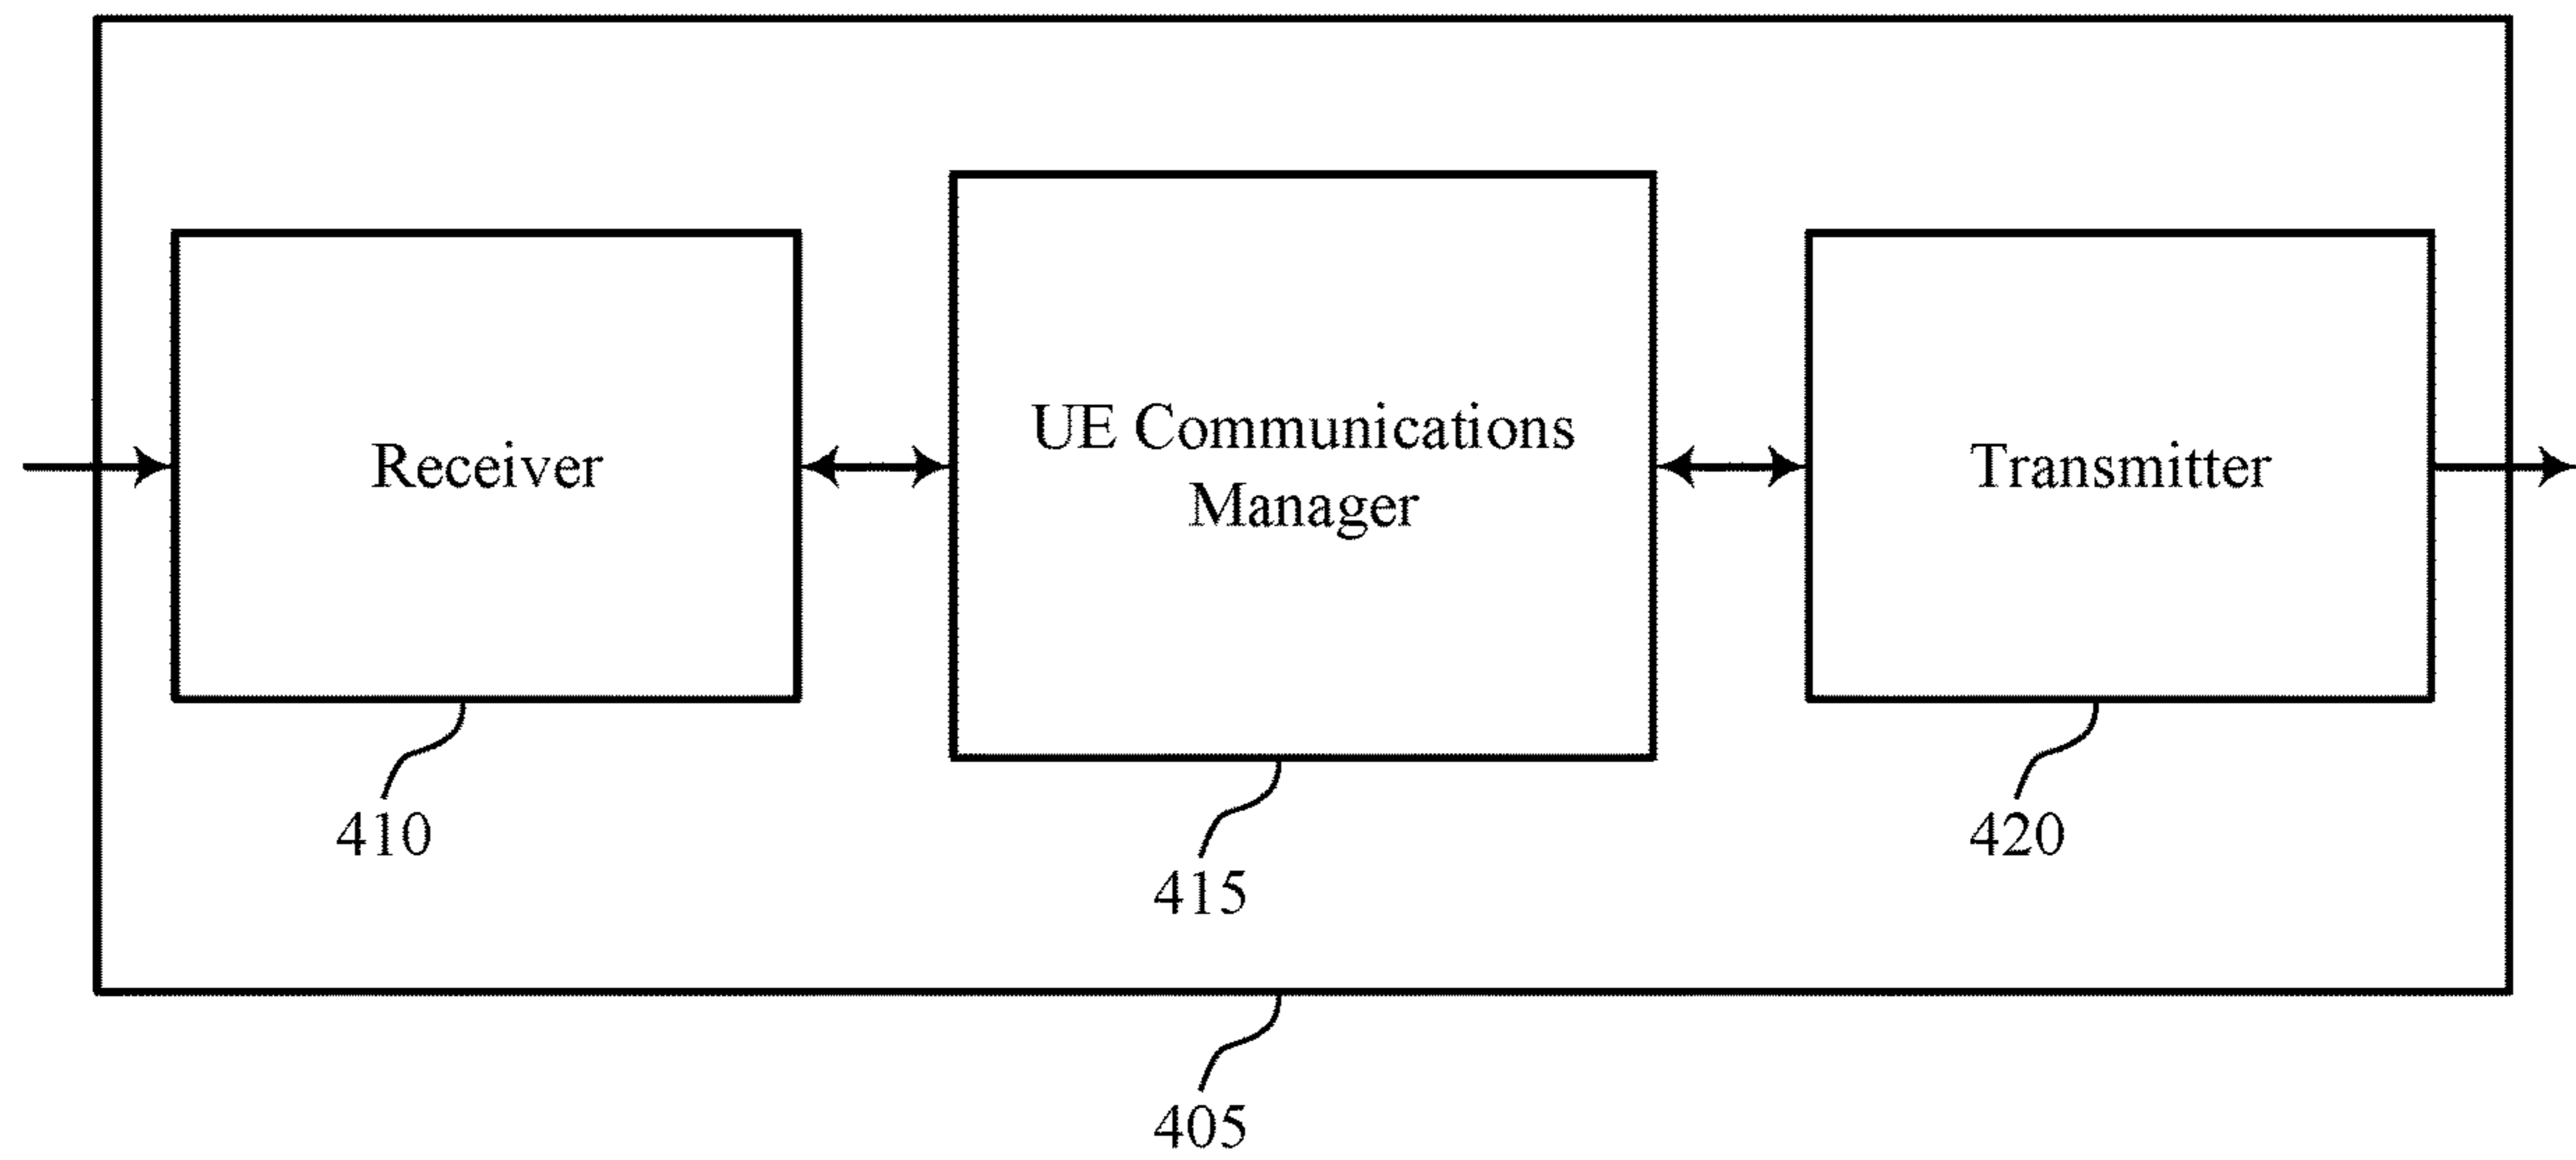 Receiver
UE Communications
Manager
Transmitter
410
415
420
405